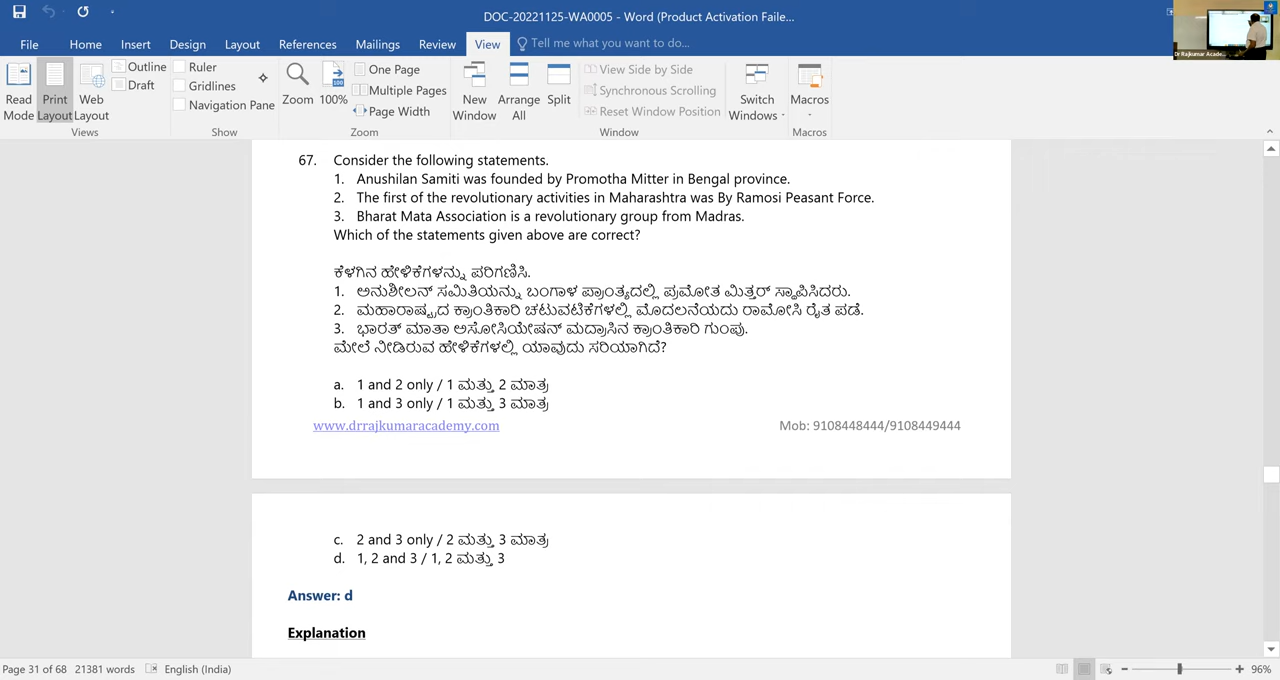 DOC-20221125-WA0005 - Word (Product Activation Faile...
File Home Insert Design Layout References Mailings Review View Tell me what you want to do...
Read Mode Print Layout Web Layout Outline Draft Views
Ruler Gridlines Navigation Pane Show
Zoom 100% One Page Multiple Pages Page Width Zoom
New Window Arrange All Split View Side by Side Synchronous Scrolling Reset Window Position Switch Windows Window
Macros Macros
67. Consider the following statements.
1. Anushilan Samiti was founded by Promotha Mitter in Bengal province.
2. The first of the revolutionary activities in Maharashtra was By Ramosi Peasant Force.
3. Bharat Mata Association is a revolutionary group from Madras.
Which of the statements given above are correct?
ಕೆಳಗಿನ ಹೇಳಿಕೆಗಳನ್ನು ಪರಿಗಣಿಸಿ.
1. ಅನುಶೀಲನ್ ಸಮಿತಿಯನ್ನು ಬಂಗಾಳ ಪ್ರಾಂತ್ಯದಲ್ಲಿ ಪ್ರಮೋತ ಮಿತ್ತರ್ ಸ್ಥಾಪಿಸಿದರು.
2. ಮಹಾರಾಷ್ಟ್ರದ ಕ್ರಾಂತಿಕಾರಿ ಚಟುವಟಿಕೆಗಳಲ್ಲಿ ಮೊದಲನೆಯದು ರಾಮೋಸಿ ರೈತ ಪಡೆ.
3. ಭಾರತ್ ಮಾತಾ ಅಸೋಸಿಯೇಷನ್ ಮದ್ರಾಸಿನ ಕ್ರಾಂತಿಕಾರಿ ಗುಂಪು.
ಮೇಲೆ ನೀಡಿರುವ ಹೇಳಿಕೆಗಳಲ್ಲಿ ಯಾವುದು ಸರಿಯಾಗಿದೆ?
a. 1 and 2 only / 1 ಮತ್ತು 2 ಮಾತ್ರ
b. 1 and 3 only / 1 ಮತ್ತು 3 ಮಾತ್ರ
www.drrajkumaracademy.com Mob: 9108448444/9108449444
c. 2 and 3 only / 2 ಮತ್ತು 3 ಮಾತ್ರ
d. 1, 2 and 3 / 1, 2 ಮತ್ತು 3
Answer: d
Explanation
Page 31 of 68 21381 words English (India) 96%